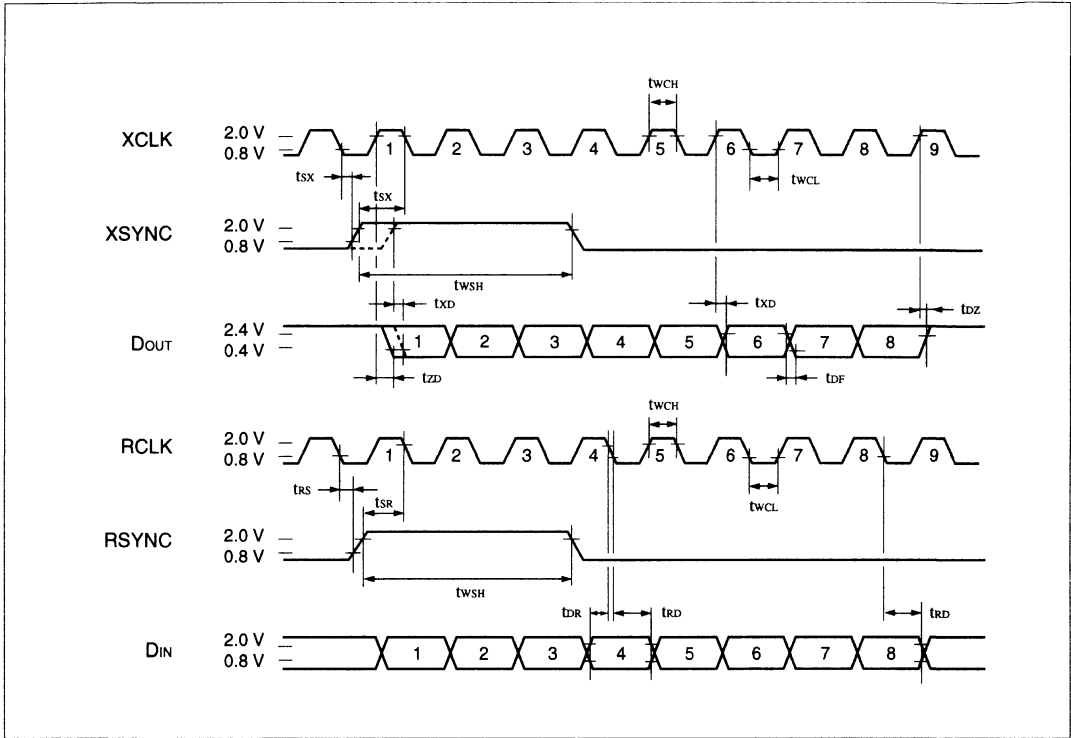 tWCH
XCLK 2.0 V 0.8 V 1 2 3 4 5 6 7 8 9
tSX tSX tWCL
XSYNC 2.0 V 0.8 V
tWSH
tXD tXD tDZ
DOUT 2.4 V 0.4 V 1 2 3 4 5 6 7 8
tZD tDF
tWCH
RCLK 2.0 V 0.8 V 1 2 3 4 5 6 7 8 9
tRS tSR tWCL
RSYNC 2.0 V 0.8 V
tWSH
tDR tRD tRD
DIN 2.0 V 0.8 V 1 2 3 4 5 6 7 8